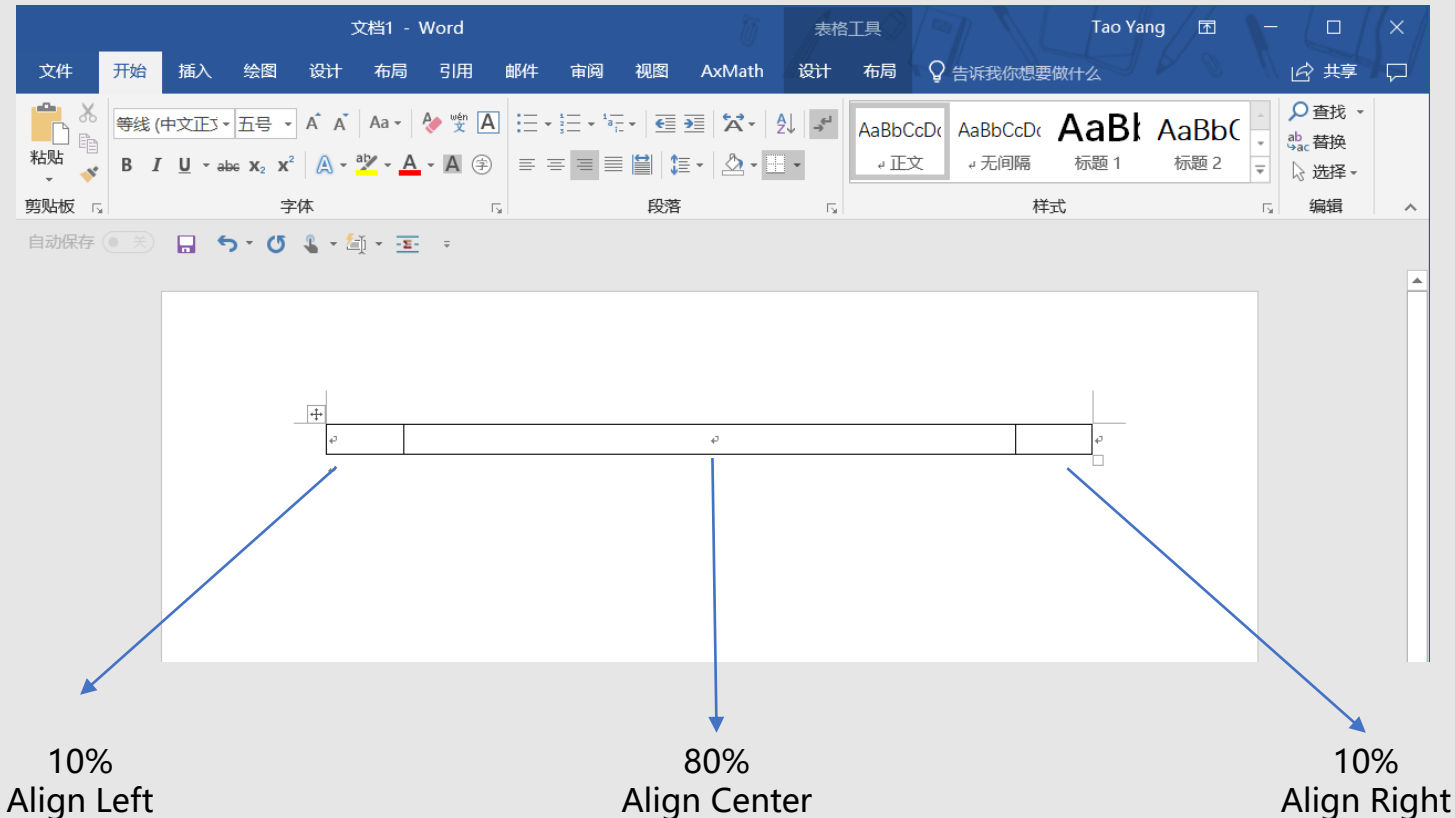 文档1 - Word 表格工具 Tao Yang
文件 开始 插入 绘图 设计 布局 引用 邮件 审阅 视图 AxMath 设计 布局 告诉我你想要做什么 共享
粘贴 等线 (中文正文 五号 A A Aa wén 文 A AaBbCcDc AaBbCcDc AaBl AaBbC 查找
B I U abc X₂ X² A aby A A 字 正文 无间隔 标题 1 标题 2 ab ac 替换
选择
剪贴板 字体 段落 样式 编辑
自动保存 关
10% 80% 10%
Align Left Align Center Align Right